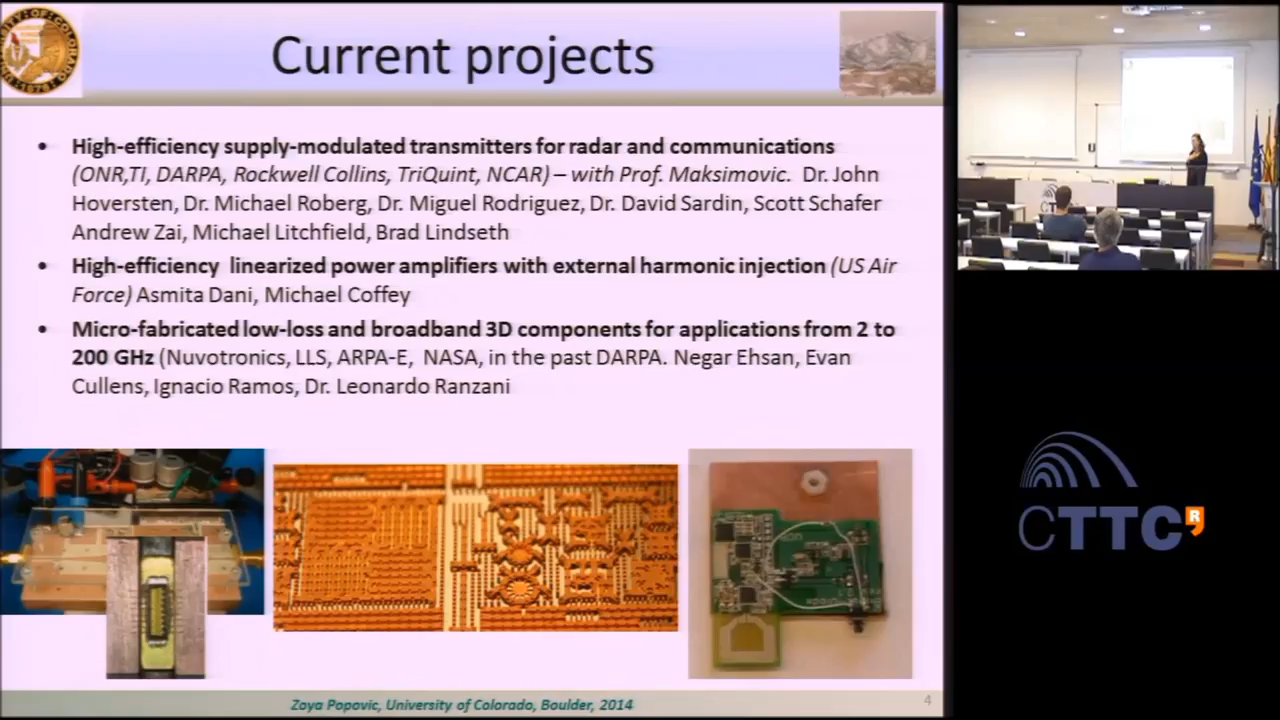 Current projects
• High-efficiency supply-modulated transmitters for radar and communications
(ONR,TI, DARPA, Rockwell Collins, TriQuint, NCAR) – with Prof. Maksimovic. Dr. John
Hoversten, Dr. Michael Roberg, Dr. Miguel Rodriguez, Dr. David Sardin, Scott Schafer
Andrew Zai, Michael Litchfield, Brad Lindseth
• High-efficiency linearized power amplifiers with external harmonic injection (US Air
Force) Asmita Dani, Michael Coffey
• Micro-fabricated low-loss and broadband 3D components for applications from 2 to
200 GHz (Nuvotronics, LLS, ARPA-E, NASA, in the past DARPA. Negar Ehsan, Evan
Cullens, Ignacio Ramos, Dr. Leonardo Ranzani
CTTC R
Zoya Popovic, University of Colorado, Boulder, 2014
4